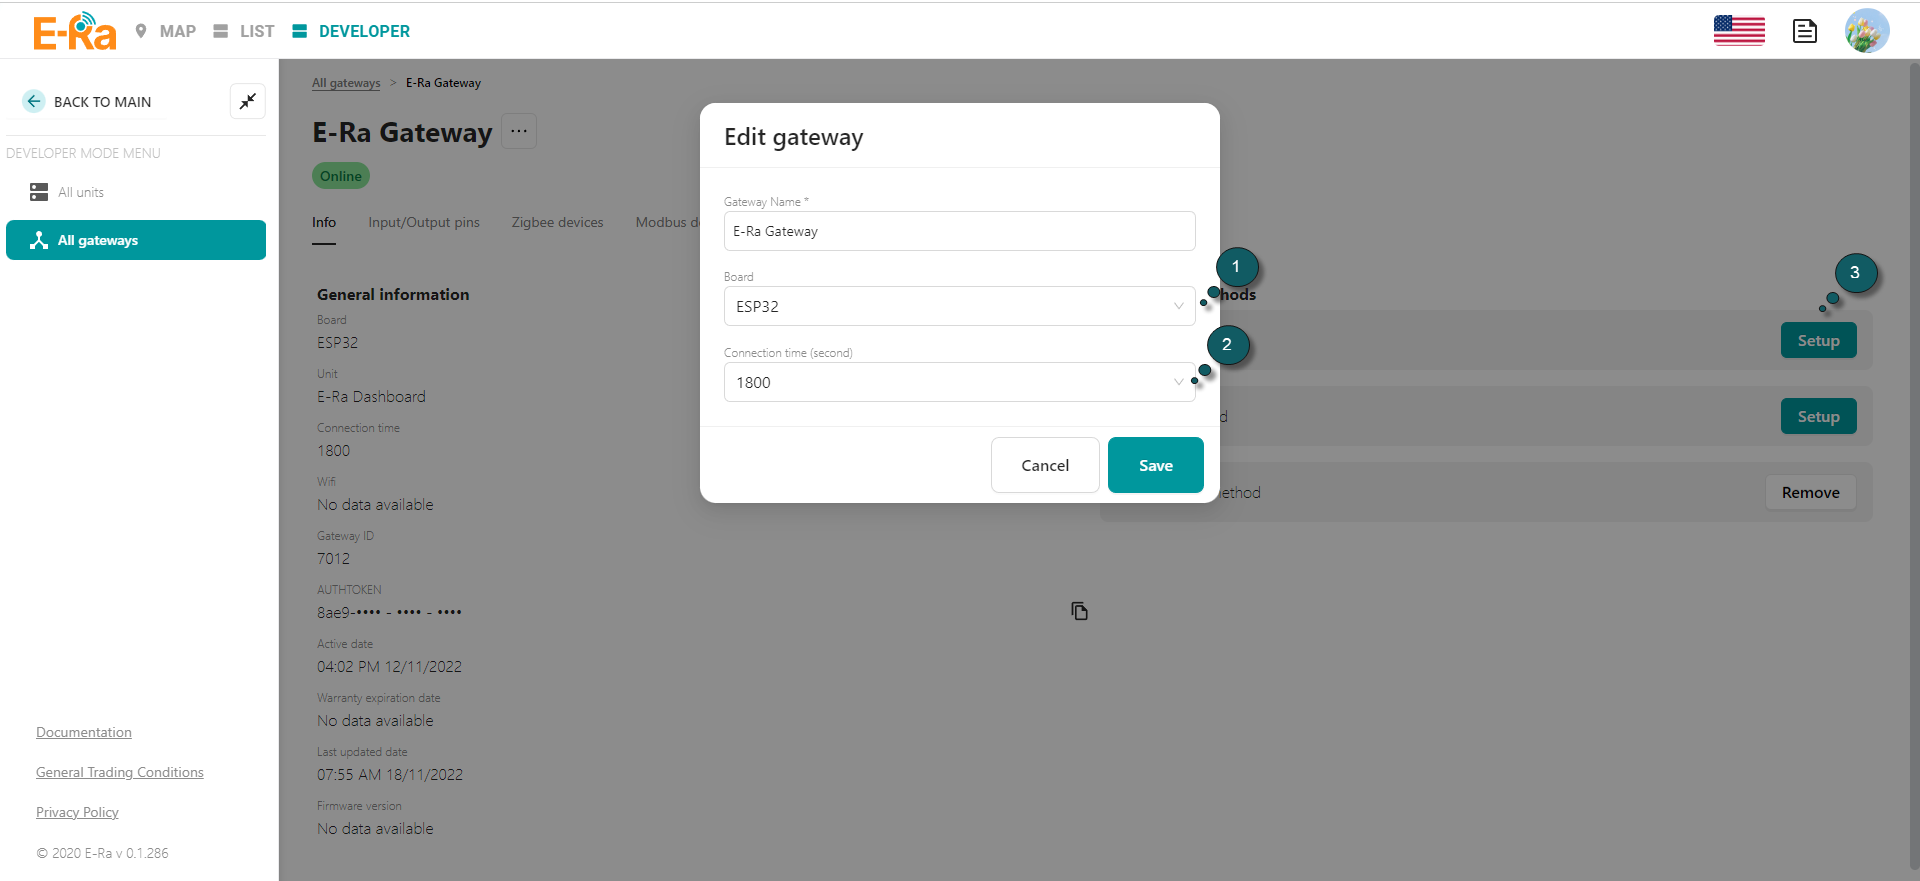 E-Ra MAP LIST DEVELOPER
BACK TO MAIN
DEVELOPER MODE MENU
All units
All gateways
Documentation
General Trading Conditions
Privacy Policy
© 2020 E-Ra v 0.1.286
All gateways > E-Ra Gateway
E-Ra Gateway ...
Online
Info Input/Output pins Zigbee devices Modbus d
General information
Board
ESP32
Unit
E-Ra Dashboard
Connection time
1800
Wifi
No data available
Gateway ID
7012
AUTHTOKEN
8ae9-•••• - •••• - ••••
Active date
04:02 PM 12/11/2022
Warranty expiration date
No data available
Last updated date
07:55 AM 18/11/2022
Firmware version
No data available
Edit gateway
Gateway Name *
E-Ra Gateway
Board
ESP32
Connection time (second)
1800
Cancel Save
1
2
3
hods
Setup
d Setup
ethod Remove